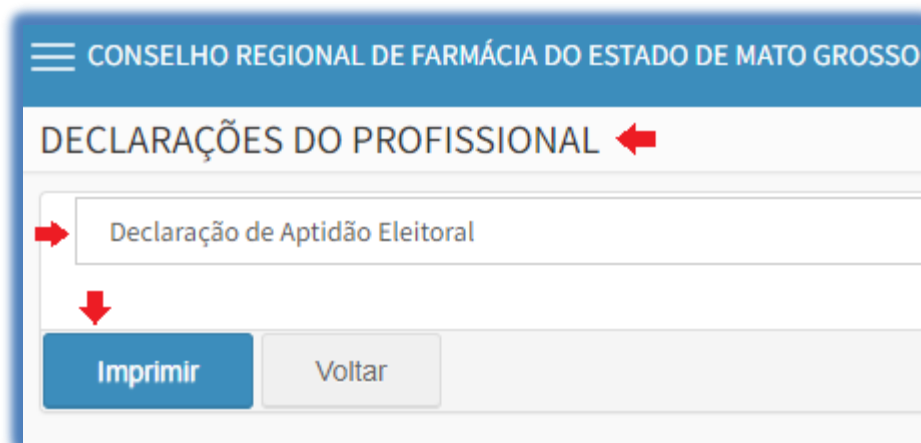 CONSELHO REGIONAL DE FARMÁCIA DO ESTADO DE MATO GROSSO
DECLARAÇÕES DO PROFISSIONAL
Declaração de Aptidão Eleitoral
Imprimir Voltar